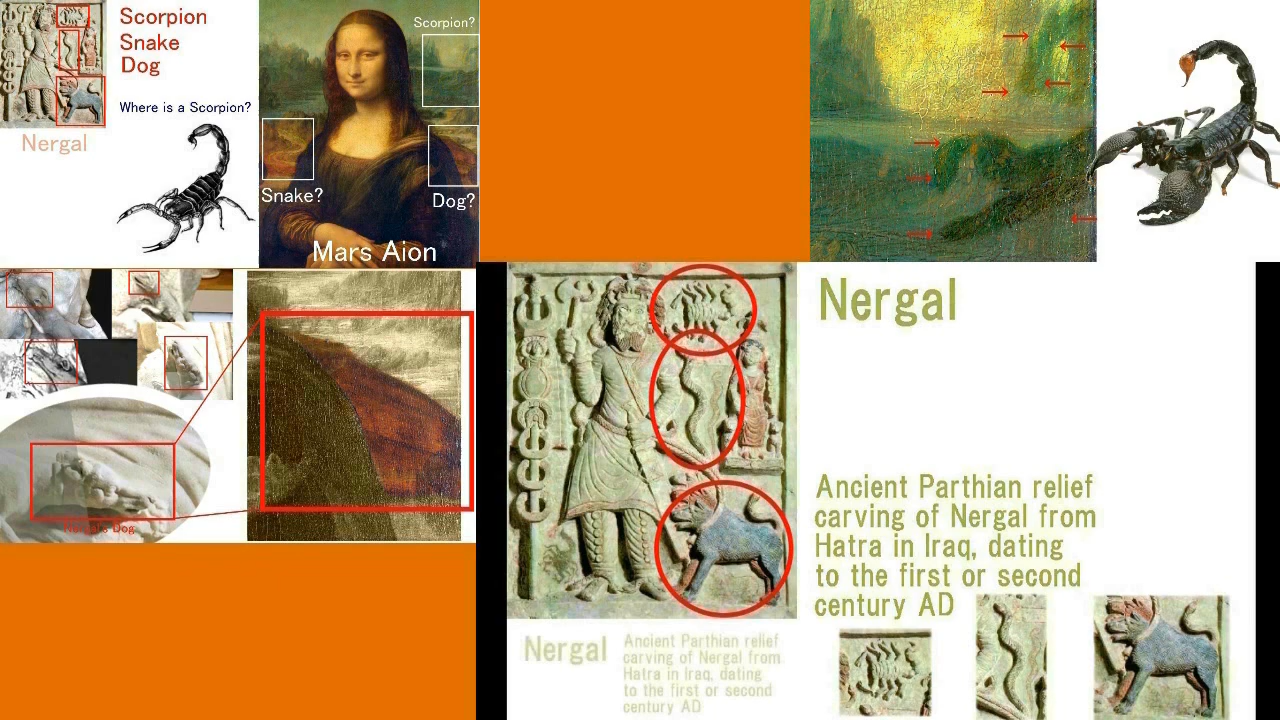 Scorpion
Snake
Dog
Where is a Scorpion?
Nergal
Scorpion?
Snake?
Dog?
Mars Aion
Nergal's Dog
Nergal
Ancient Parthian relief
carving of Nergal from
Hatra in Iraq, dating
to the first or second
century AD
Nergal
Ancient Parthian relief
carving of Nergal from
Hatra in Iraq, dating
to the first or second
century AD